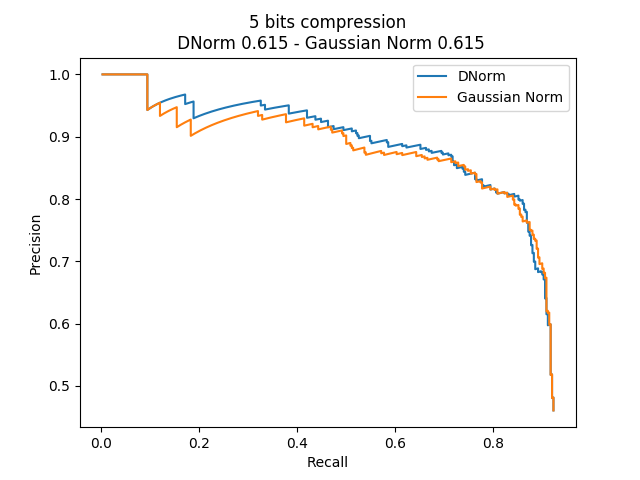 5 bits compression
DNorm 0.615 - Gaussian Norm 0.615
DNorm
Gaussian Norm
1.0
0.9
0.8
0.7
0.6
0.5
Precision
0.0 0.2 0.4 0.6 0.8
Recall